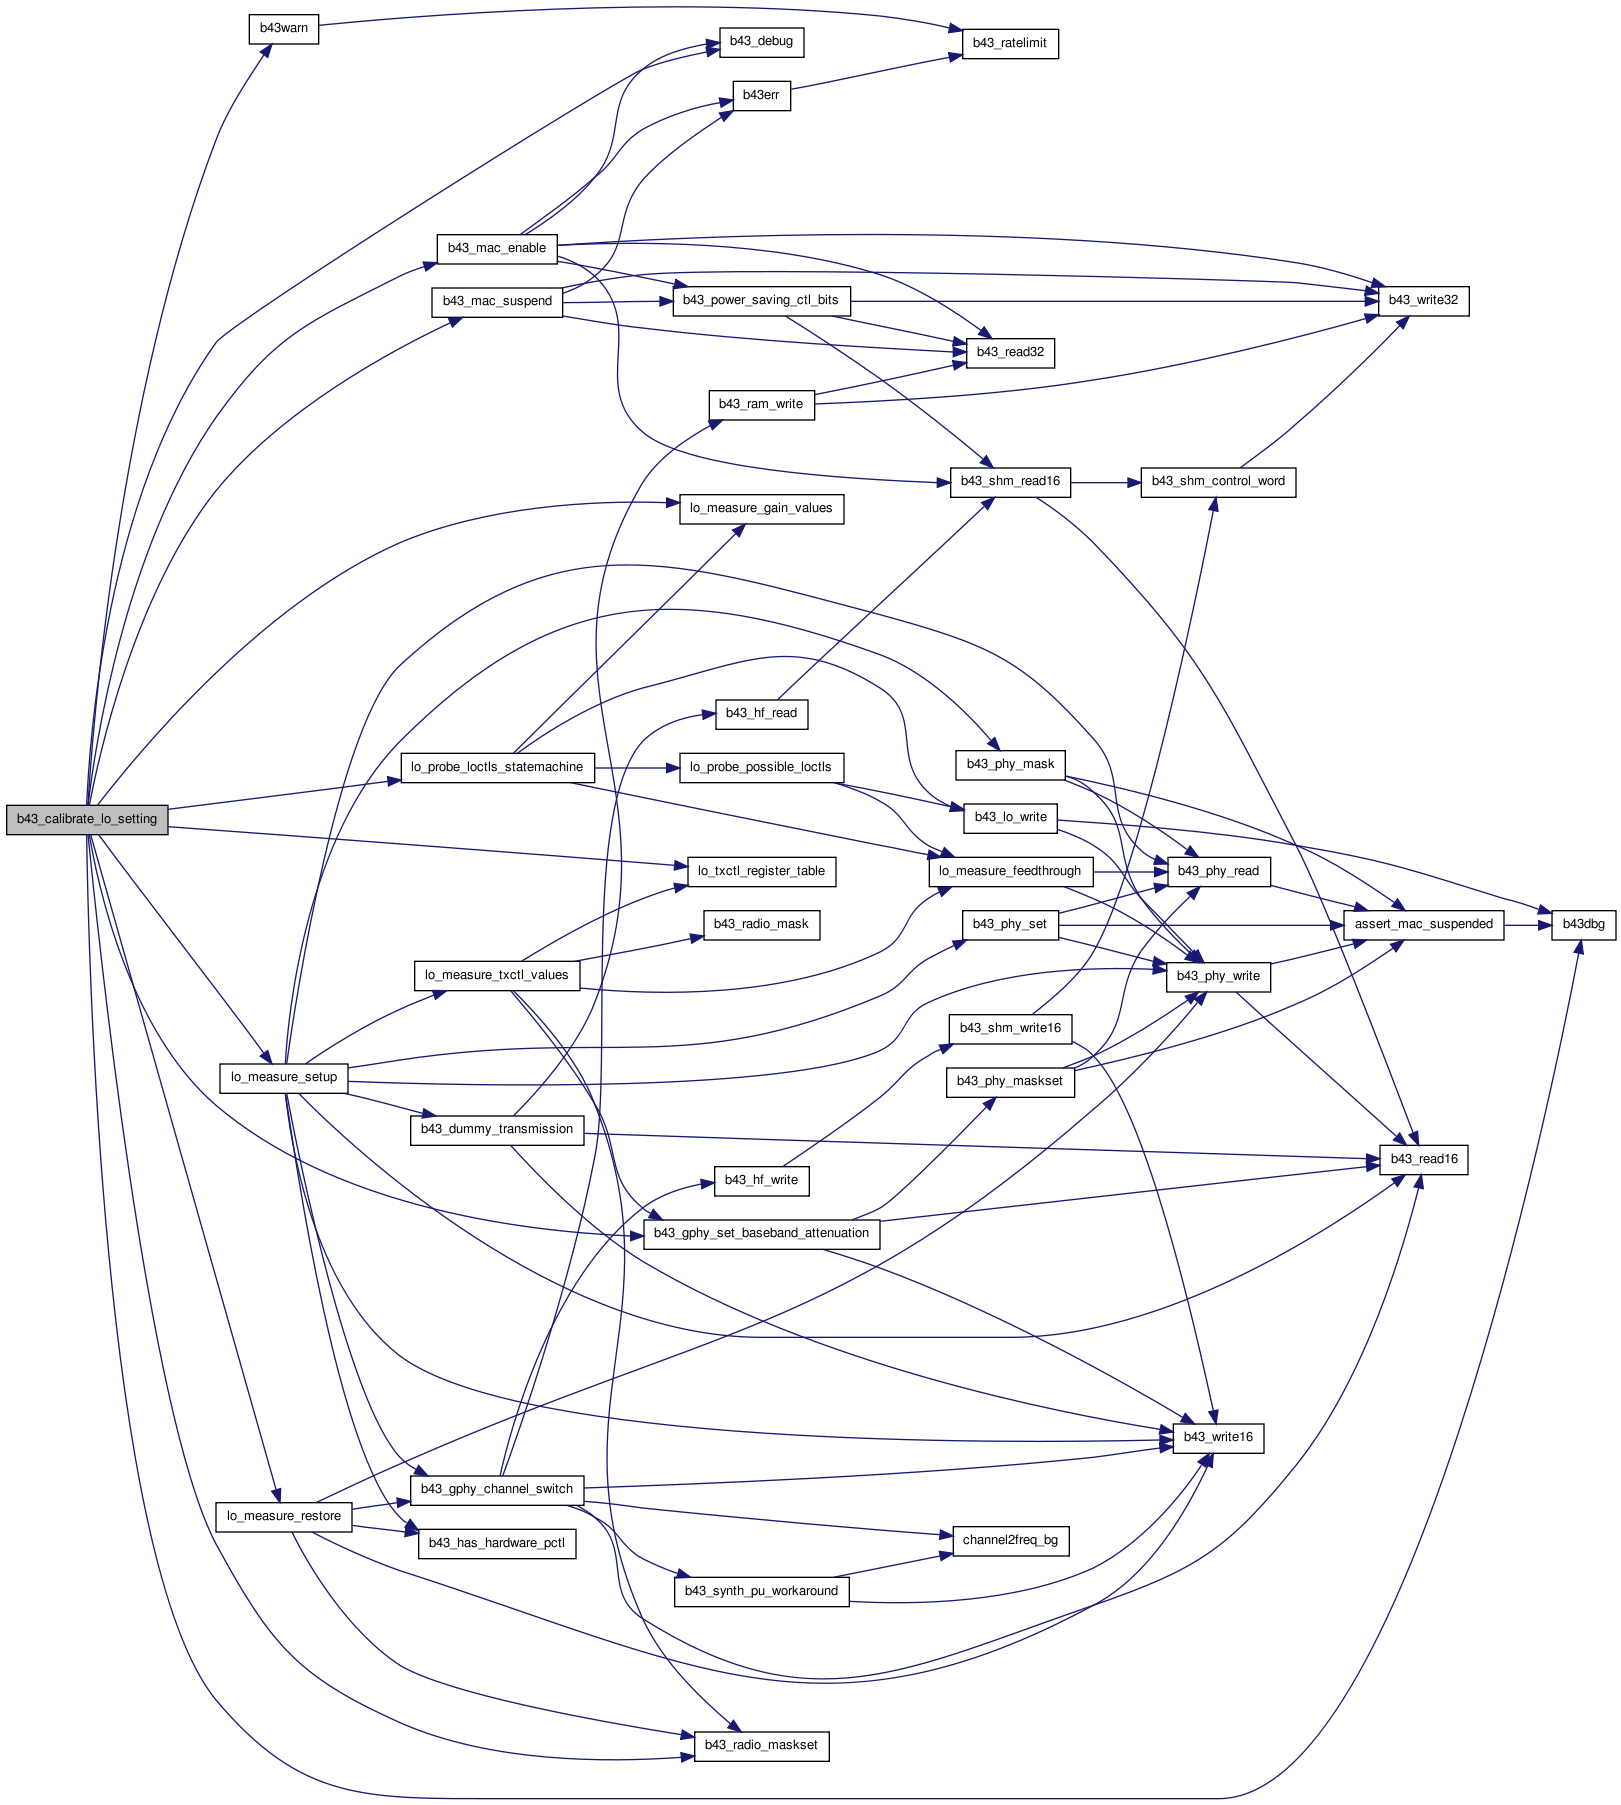 b43warn
b43_debug
b43_ratelimit
b43err
b43_mac_enable
b43_mac_suspend
b43_power_saving_ctl_bits
b43_write32
b43_read32
b43_ram_write
b43_shm_read16
b43_shm_control_word
lo_measure_gain_values
b43_hf_read
lo_probe_loctls_statemachine
lo_probe_possible_loctls
b43_phy_mask
b43_calibrate_lo_setting
b43_lo_write
lo_txctl_register_table
lo_measure_feedthrough
b43_phy_read
b43_radio_mask
b43_phy_set
assert_mac_suspended
b43dbg
lo_measure_txctl_values
b43_phy_write
b43_shm_write16
lo_measure_setup
b43_phy_maskset
b43_dummy_transmission
b43_read16
b43_hf_write
b43_gphy_set_baseband_attenuation
b43_write16
b43_gphy_channel_switch
lo_measure_restore
b43_has_hardware_pctl
channel2freq_bg
b43_synth_pu_workaround
b43_radio_maskset